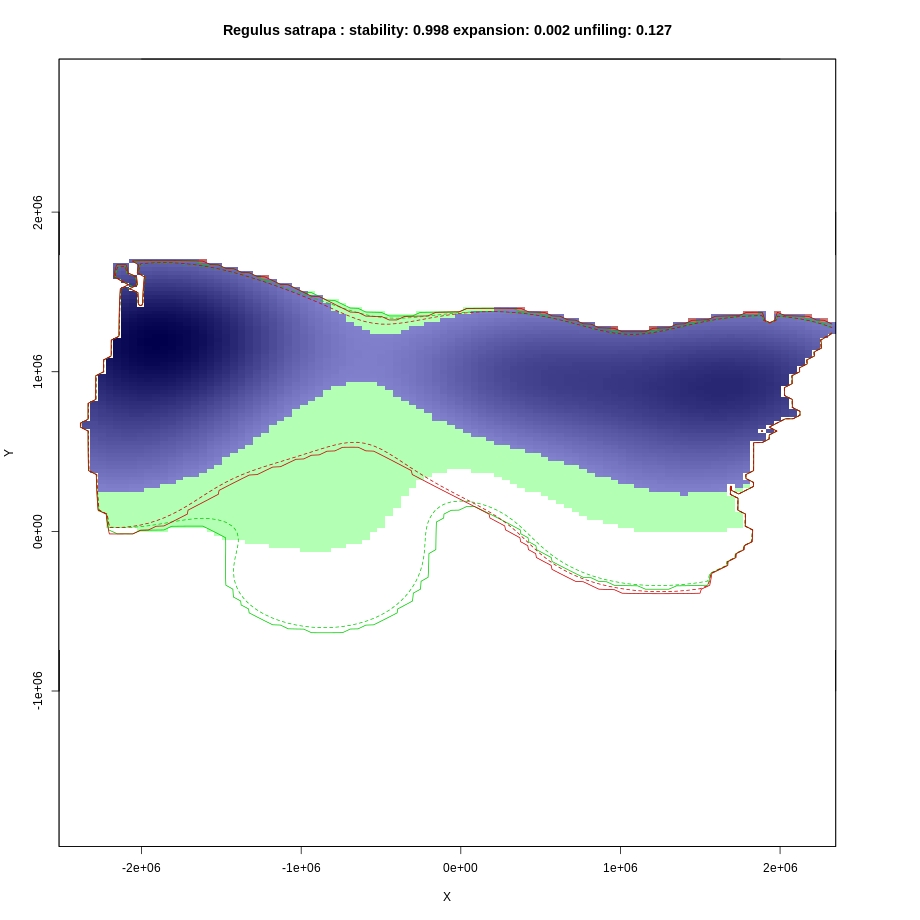 Regulus satrapa : stability: 0.998 expansion: 0.002 unfiling: 0.127
2e+06
1e+06
Y
0e+00
-1e+06
-2e+06 -1e+06 0e+00 1e+06 2e+06
X